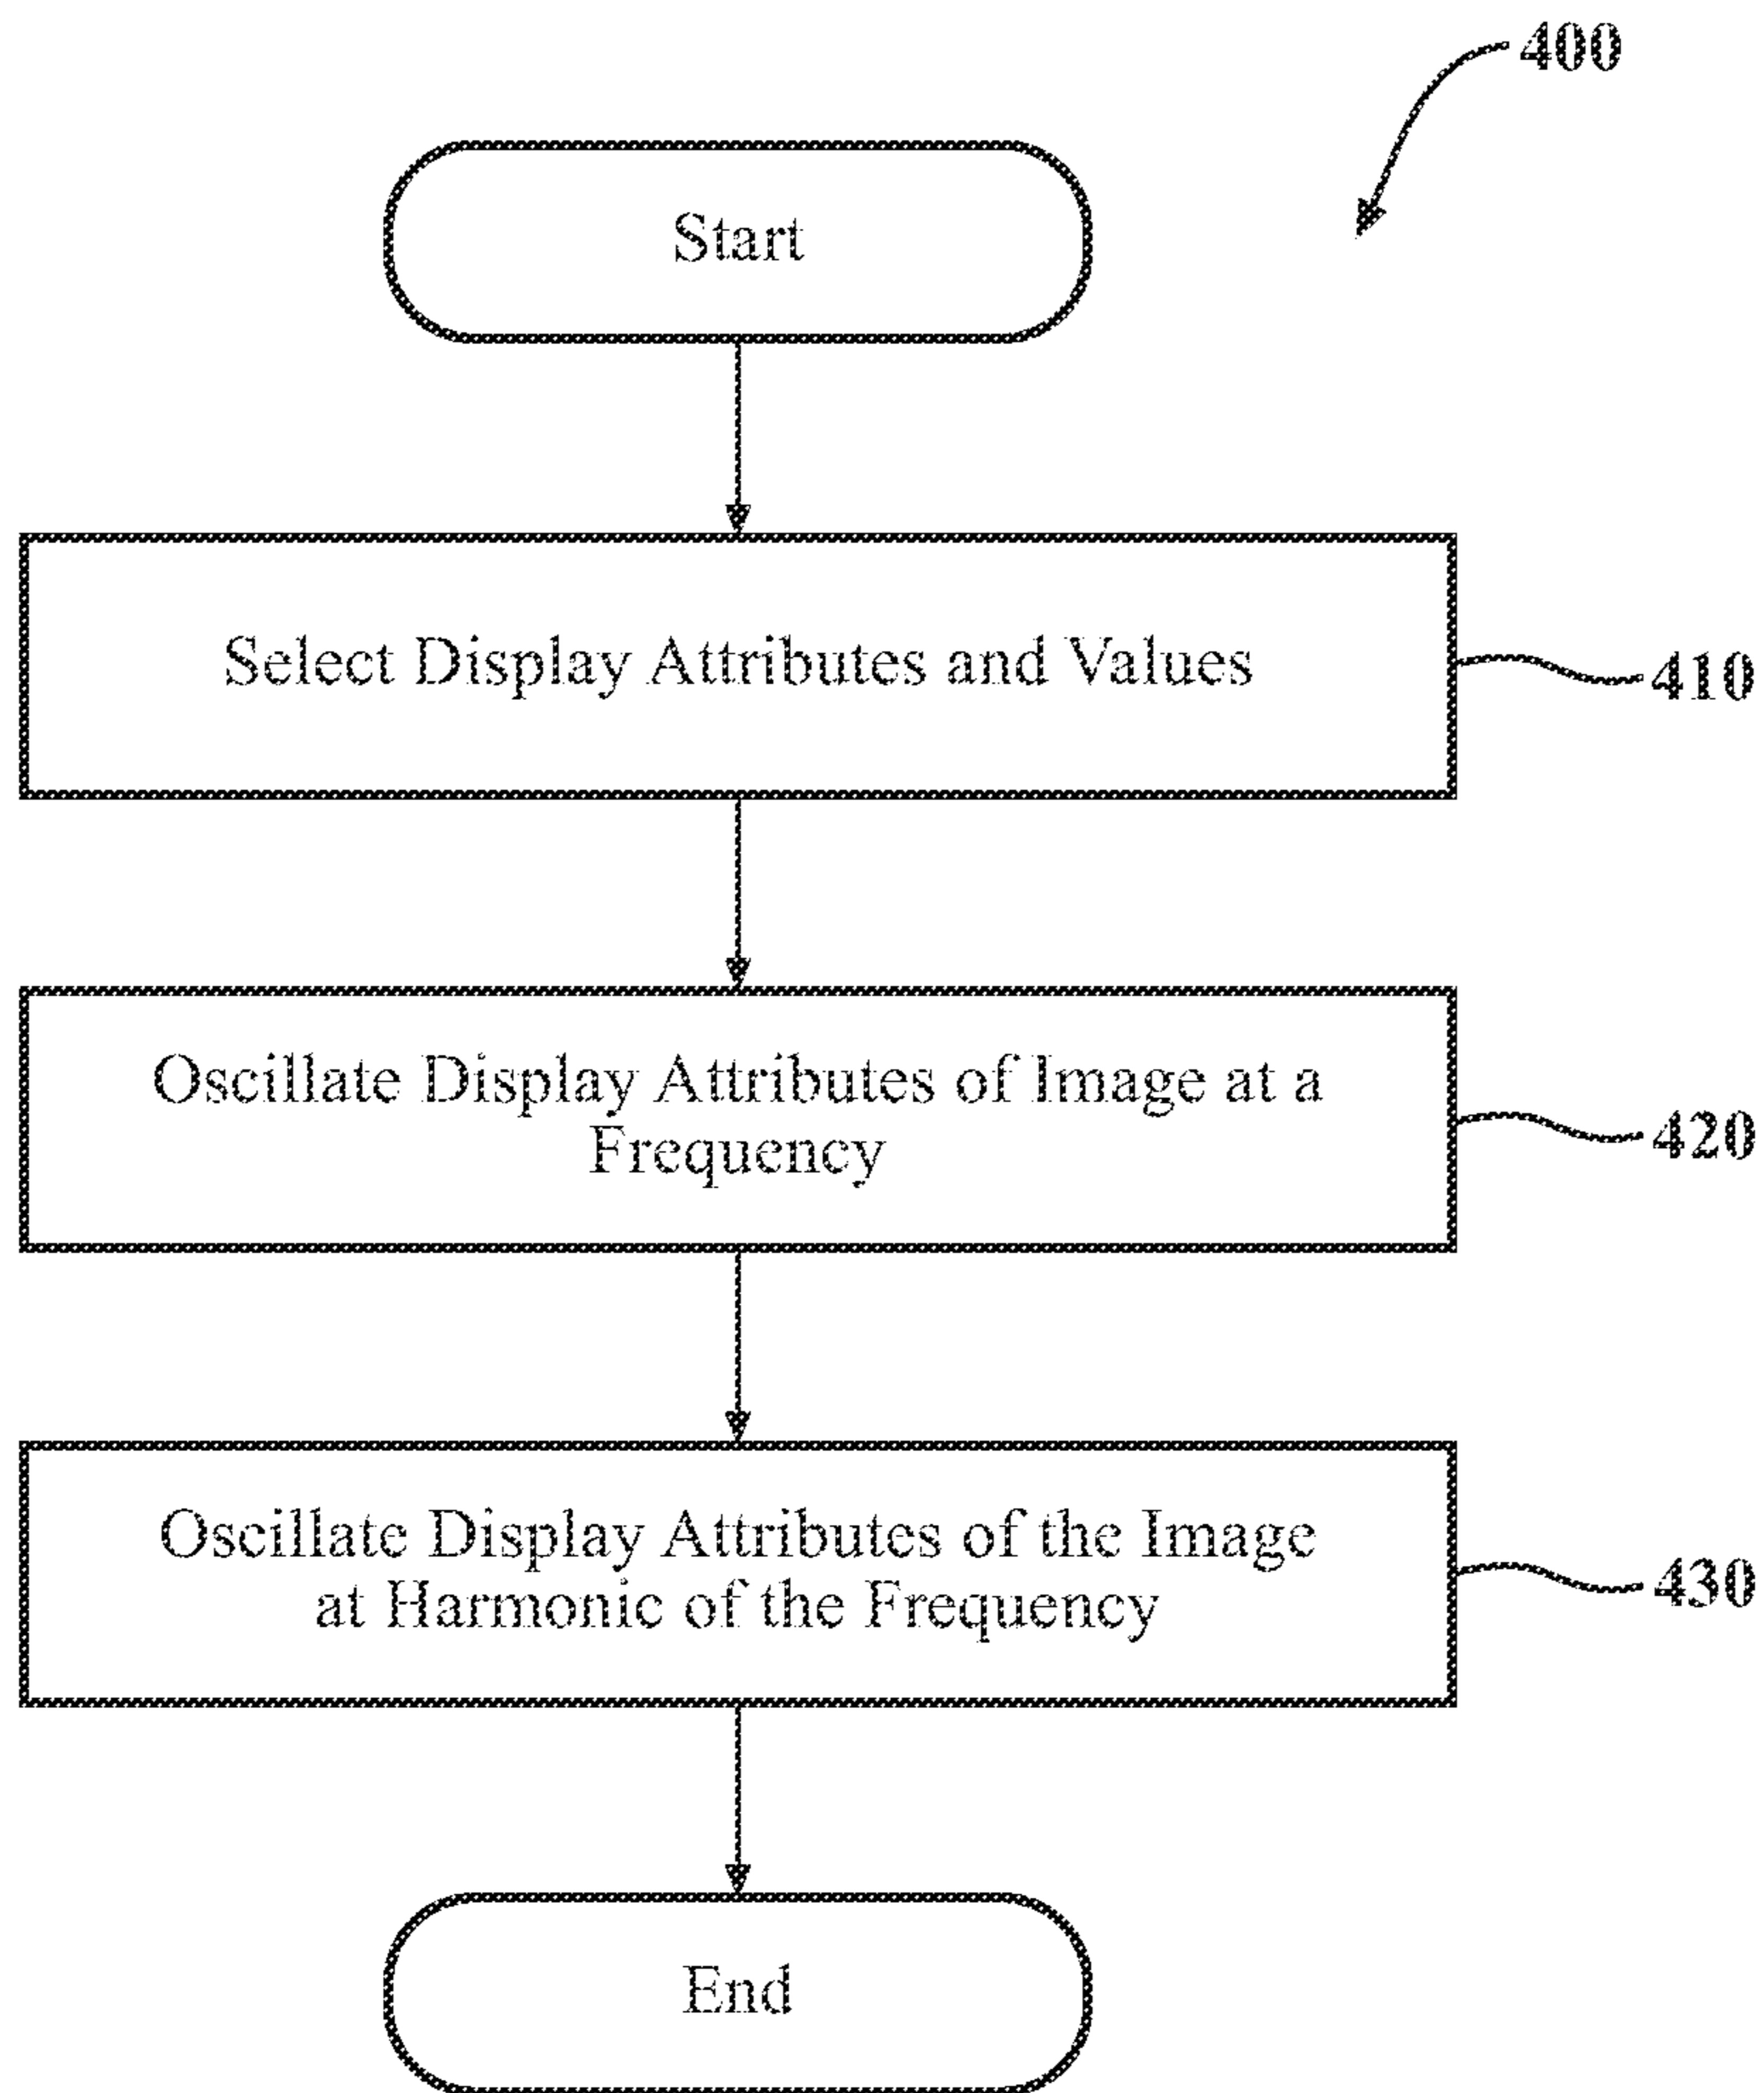 400
Start
Select Display Attributes and Values
410
Oscillate Display Attributes of Image at a
Frequency
420
Oscillate Display Attributes of the Image
at Harmonic of the Frequency
430
End